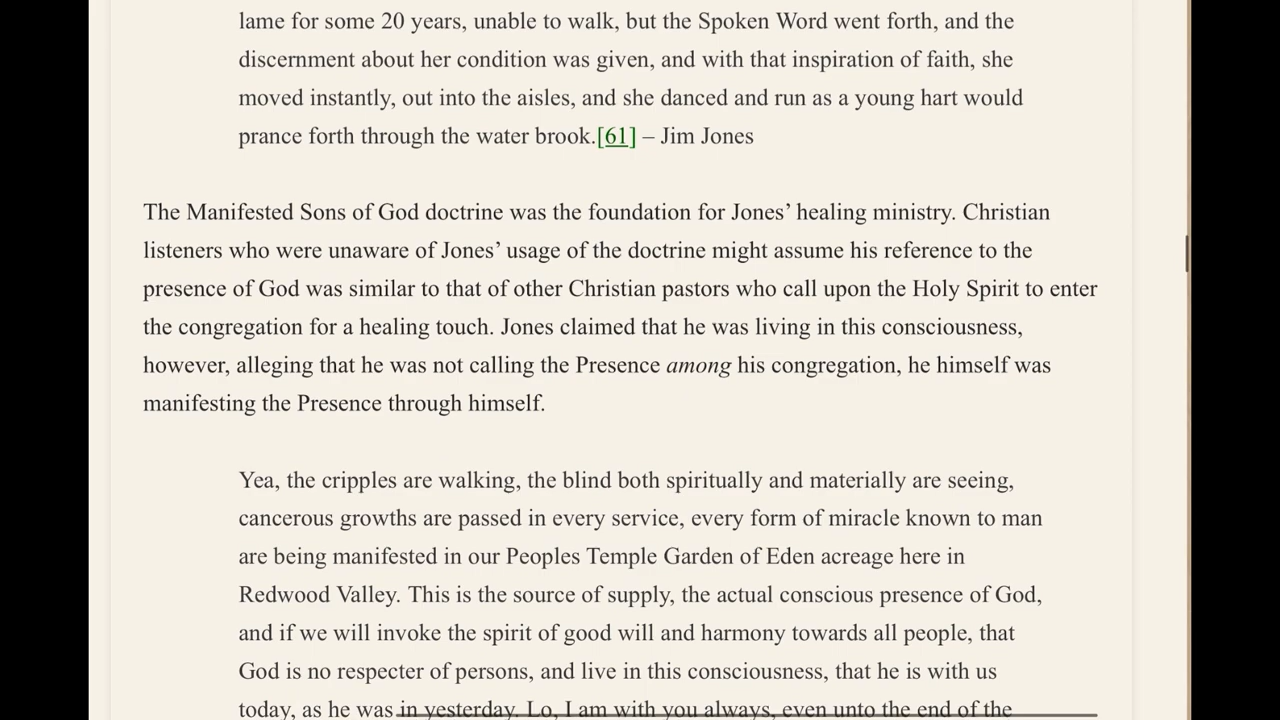 lame for some 20 years, unable to walk, but the Spoken Word went forth, and the
discernment about her condition was given, and with that inspiration of faith, she
moved instantly, out into the aisles, and she danced and run as a young hart would
prance forth through the water brook.[61] – Jim Jones
The Manifested Sons of God doctrine was the foundation for Jones’ healing ministry. Christian
listeners who were unaware of Jones’ usage of the doctrine might assume his reference to the
presence of God was similar to that of other Christian pastors who call upon the Holy Spirit to enter
the congregation for a healing touch. Jones claimed that he was living in this consciousness,
however, alleging that he was not calling the Presence among his congregation, he himself was
manifesting the Presence through himself.
Yea, the cripples are walking, the blind both spiritually and materially are seeing,
cancerous growths are passed in every service, every form of miracle known to man
are being manifested in our Peoples Temple Garden of Eden acreage here in
Redwood Valley. This is the source of supply, the actual conscious presence of God,
and if we will invoke the spirit of good will and harmony towards all people, that
God is no respecter of persons, and live in this consciousness, that he is with us
today, as he was in yesterday. Lo, I am with you always, even unto the end of the